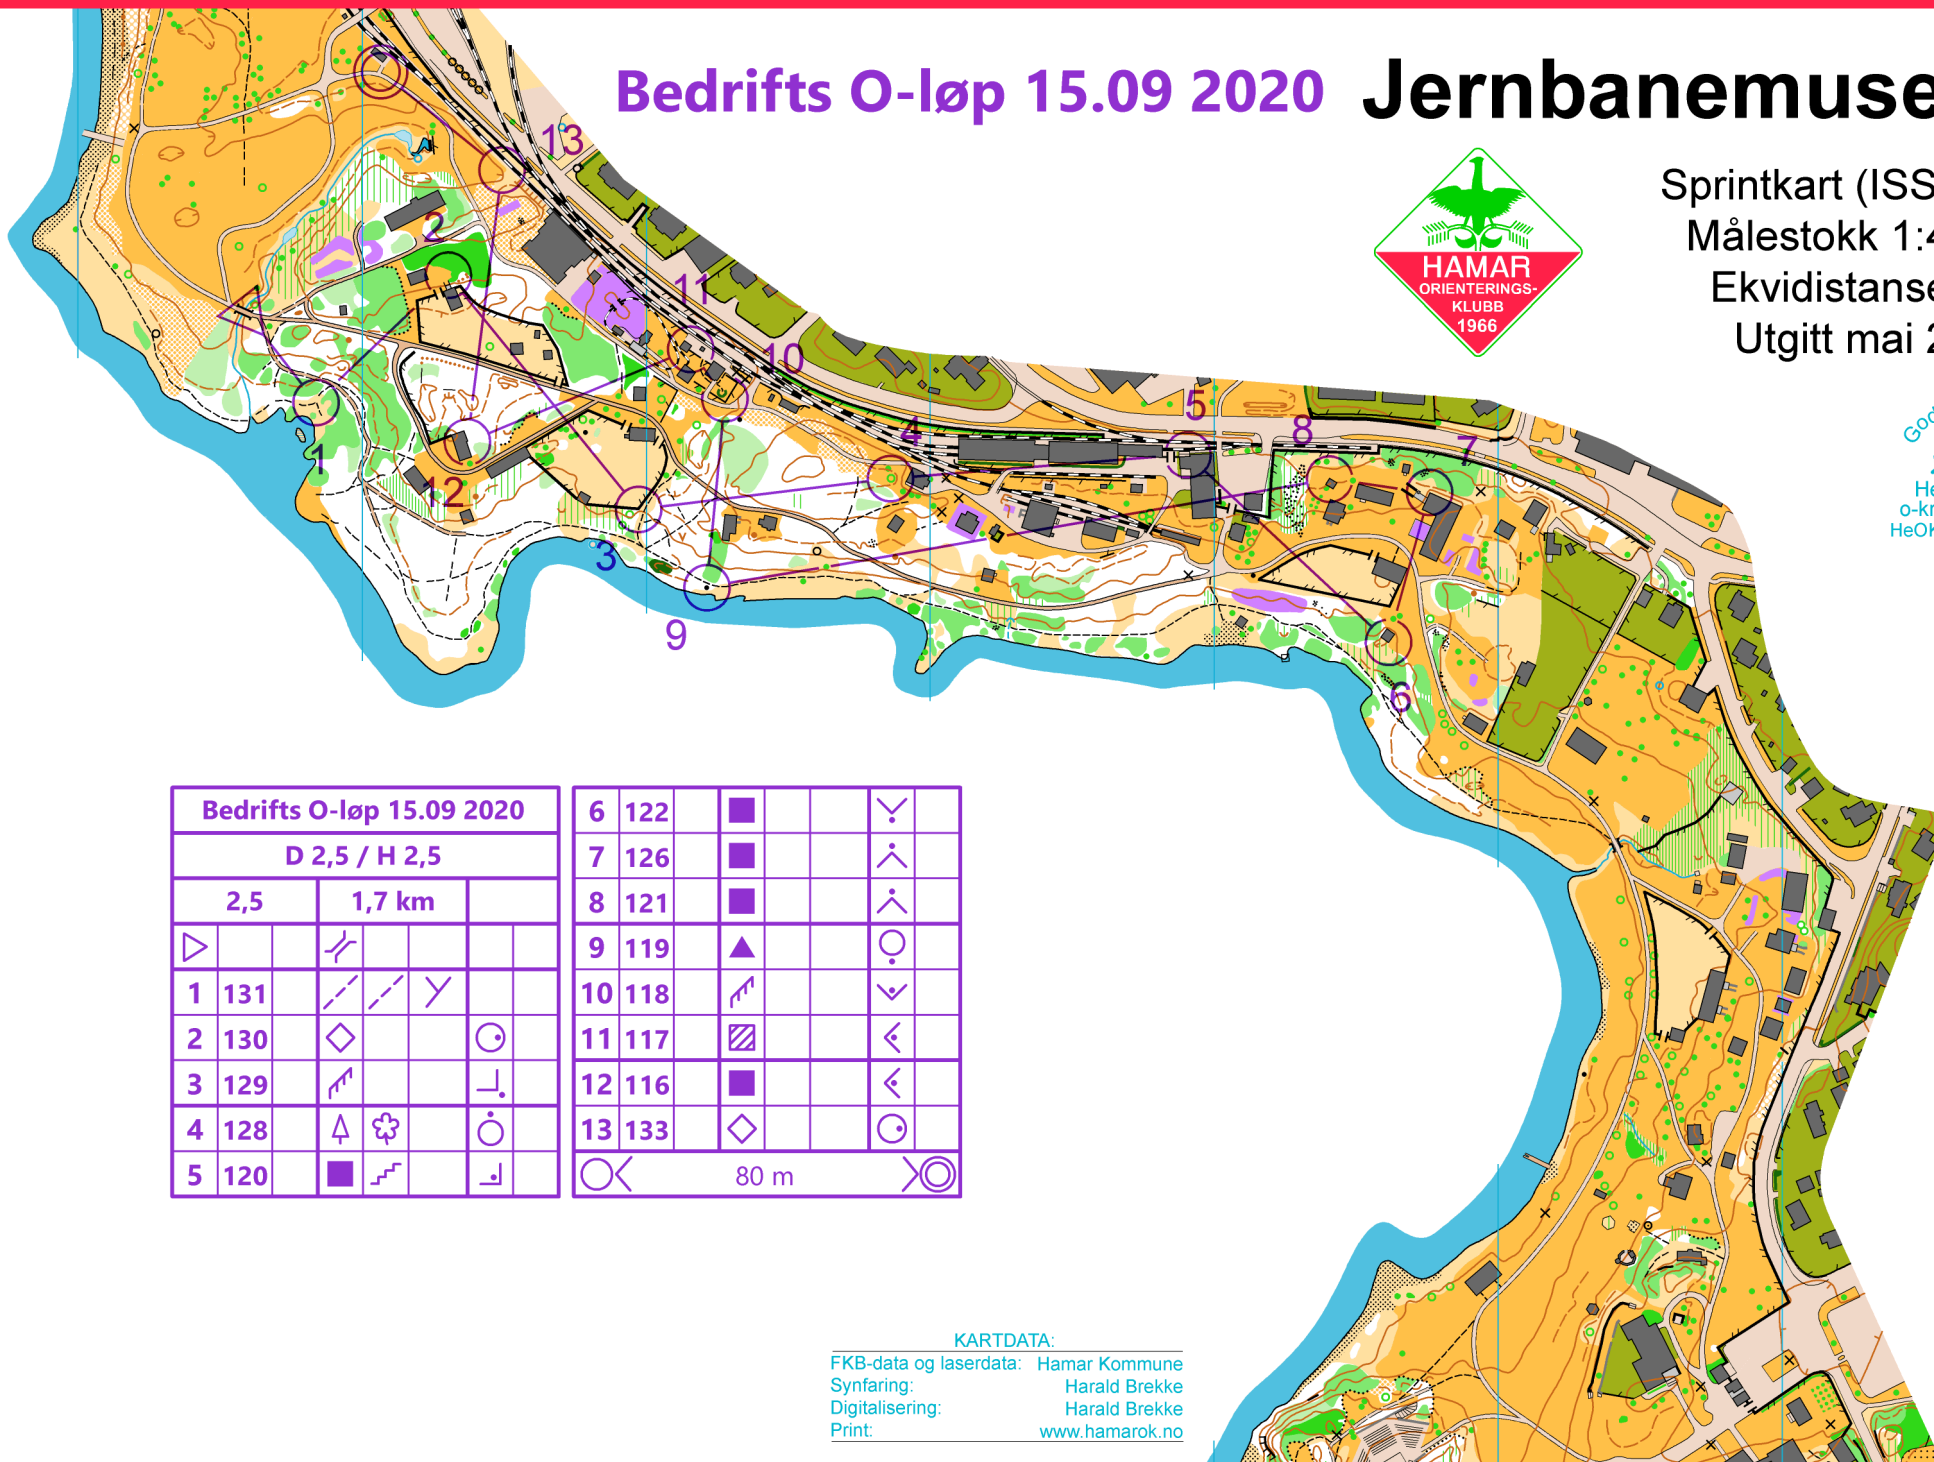 Bedrifts O-løp 15.09 2020
Jernbanemuse
Sprintkart (ISS
Målestokk 1:4
Ekvidistanse
Utgitt mai 2
HAMAR
ORIENTERINGS-
KLUBB
1966
God
He
o-kr
HeOK
13
2
11
10
5
4
8
7
1
12
3
9
6
Bedrifts O-løp 15.09 2020
D 2,5 / H 2,5
2,5 1,7 km
1 131
2 130
3 129
4 128
5 120
6 122
7 126
8 121
9 119
10 118
11 117
12 116
13 133
80 m
KARTDATA:
FKB-data og laserdata: Hamar Kommune
Synfaring: Harald Brekke
Digitalisering: Harald Brekke
Print: www.hamarok.no